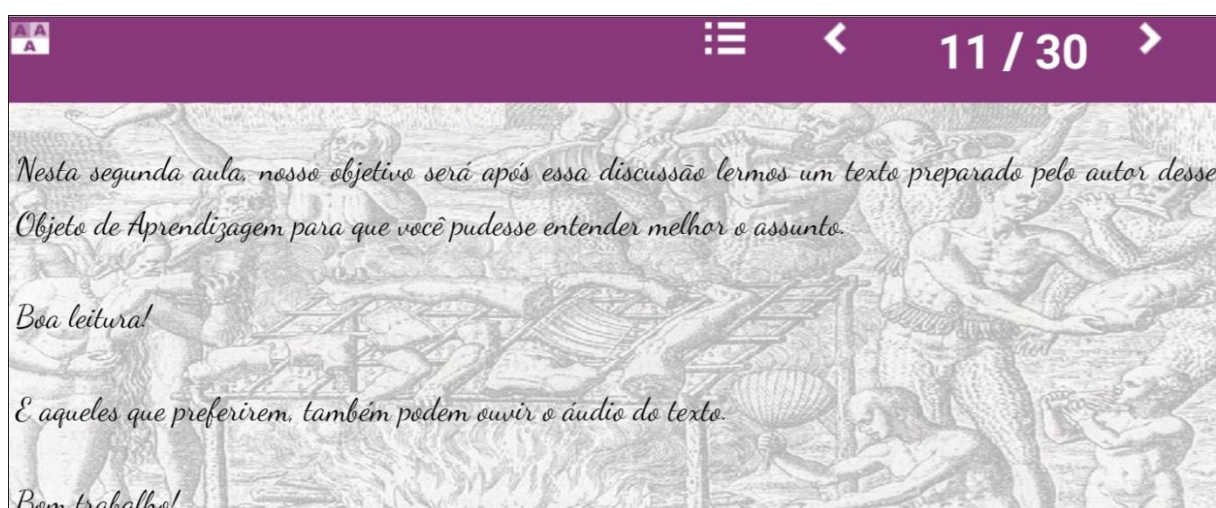 A A
A
11 / 30
Nesta segunda aula, nosso objetivo será após essa discussão lermos um texto preparado pelo autor desse
Objeto de Aprendizagem para que você pudesse entender melhor o assunto.
Boa leitura!
E aqueles que preferirem, também podem ouvir o áudio do texto.
Bom trabalho!